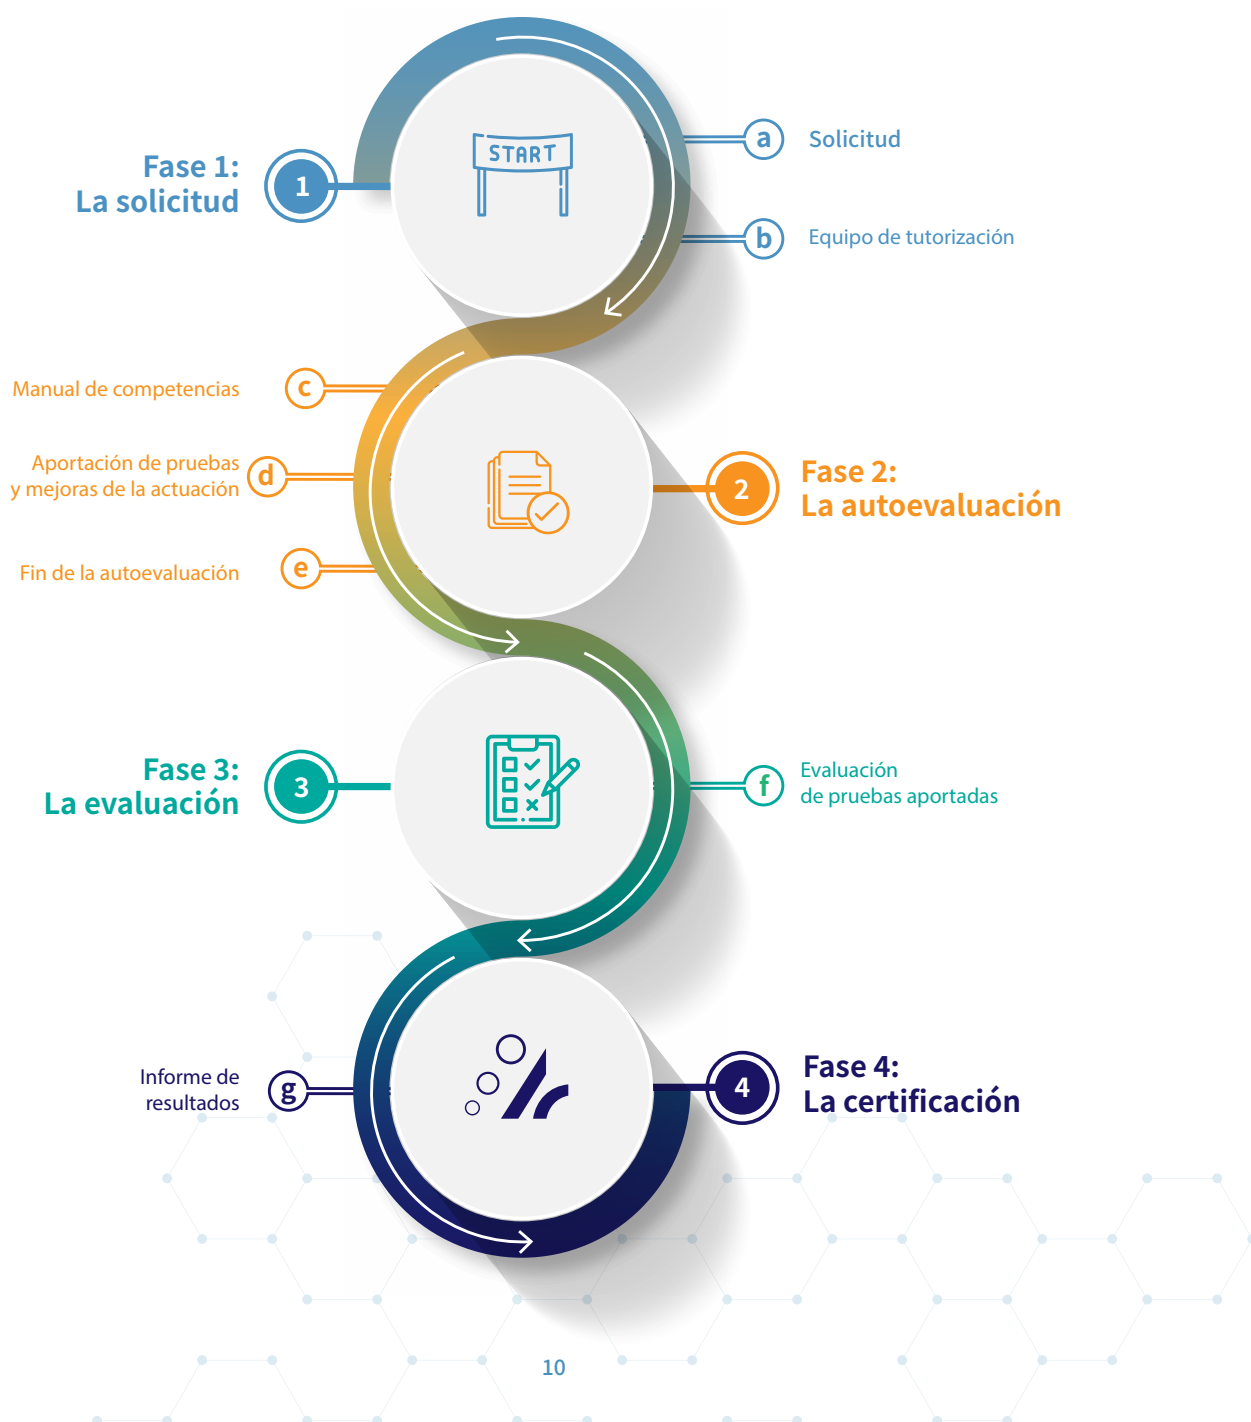 START
Fase 1:
La solicitud
1
a
Solicitud
b
Equipo de tutorización
Manual de competencias
c
Aportación de pruebas
y mejoras de la actuación
d
Fin de la autoevaluación
e
2
Fase 2:
La autoevaluación
Fase 3:
La evaluación
3
f
Evaluación
de pruebas aportadas
Informe de
resultados
g
4
Fase 4:
La certificación
10